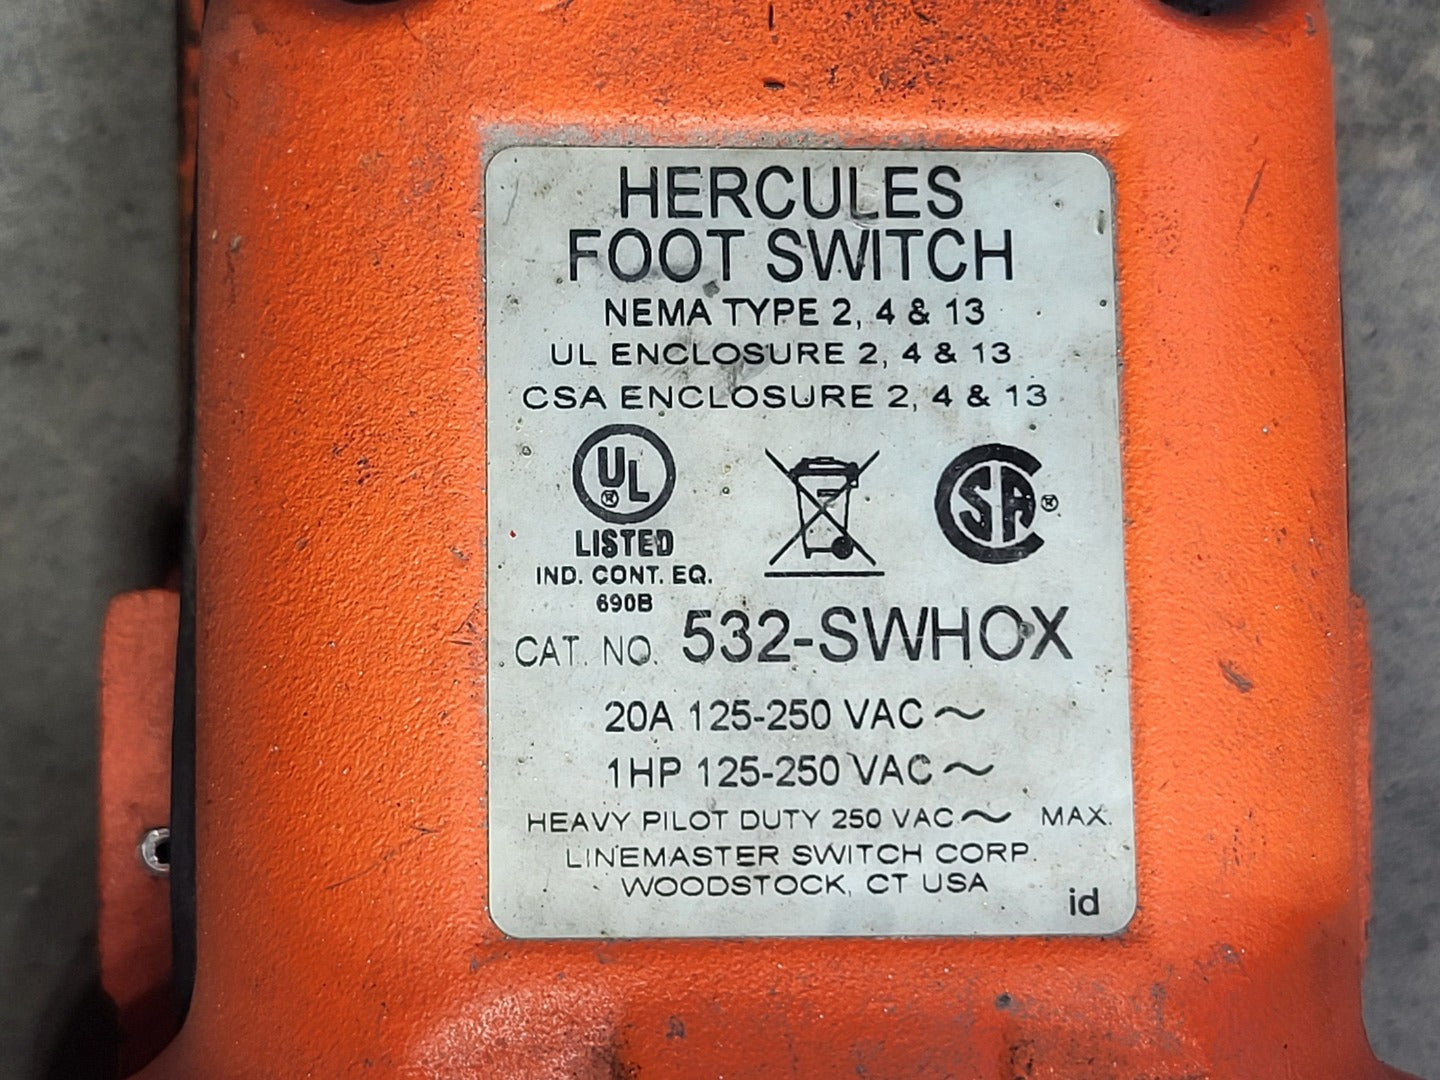 HERCULES
FOOT SWITCH
NEMA TYPE 2, 4 & 13
UL ENCLOSURE 2, 4 & 13
CSA ENCLOSURE 2, 4 & 13
UL ®
LISTED
IND. CONT. EQ.
690B
SA ®
CAT. NO. 532-SWHOX
20A 125-250 VAC ~
1HP 125-250 VAC ~
HEAVY PILOT DUTY 250 VAC ~ MAX.
LINEMASTER SWITCH CORP.
WOODSTOCK, CT USA
id